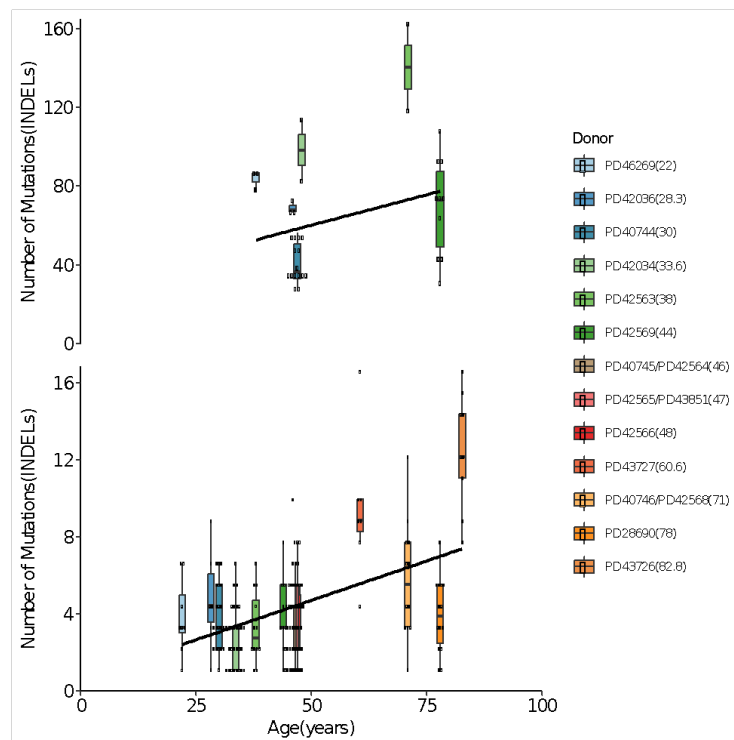 160
120
80
40
0
Number of Mutations(INDELs)
16
12
8
4
0
Number of Mutations(INDELs)
0 25 50 75 100
Age(years)
Donor
PD46269(22)
PD42036(28.3)
PD40744(30)
PD42034(33.6)
PD42563(38)
PD42569(44)
PD40745/PD42564(46)
PD42565/PD43851(47)
PD42566(48)
PD43727(60.6)
PD40746/PD42568(71)
PD28690(78)
PD43726(82.8)